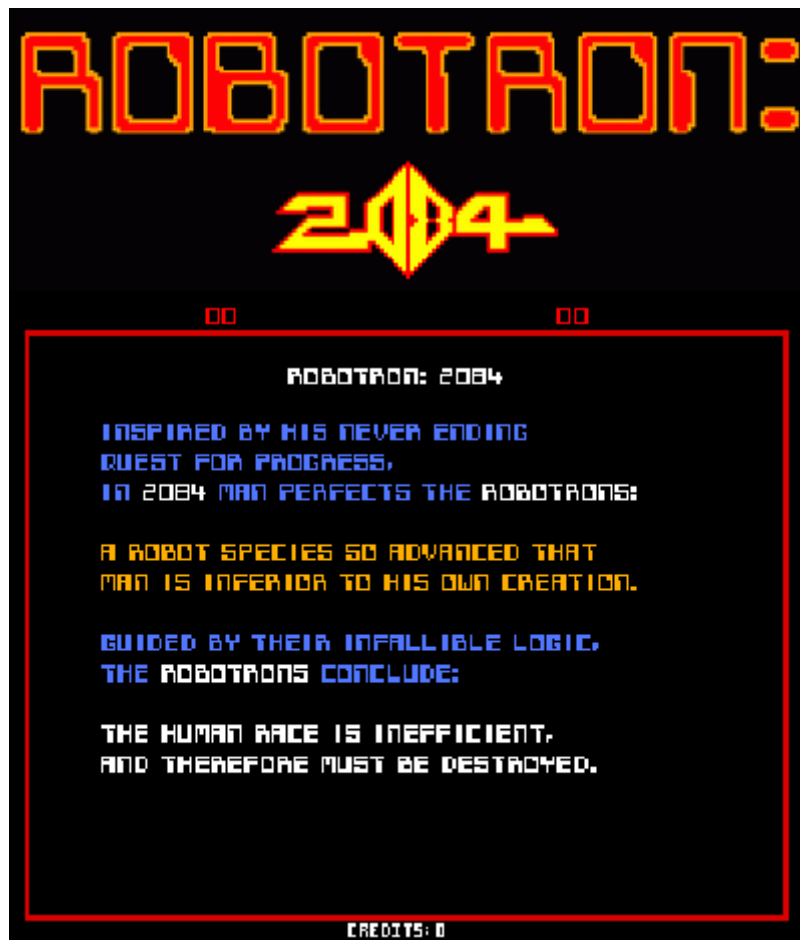 ROBOTRON:
2084
00 00
ROBOTRON: 2084
INSPIRED BY HIS NEVER ENDING
QUEST FOR PROGRESS,
IN 2084 MAN PERFECTS THE ROBOTRONS:
A ROBOT SPECIES SO ADVANCED THAT
MAN IS INFERIOR TO HIS OWN CREATION.
GUIDED BY THEIR INFALLIBLE LOGIC,
THE ROBOTRONS CONCLUDE:
THE HUMAN RACE IS INEFFICIENT,
AND THEREFORE MUST BE DESTROYED.
CREDITS: 0